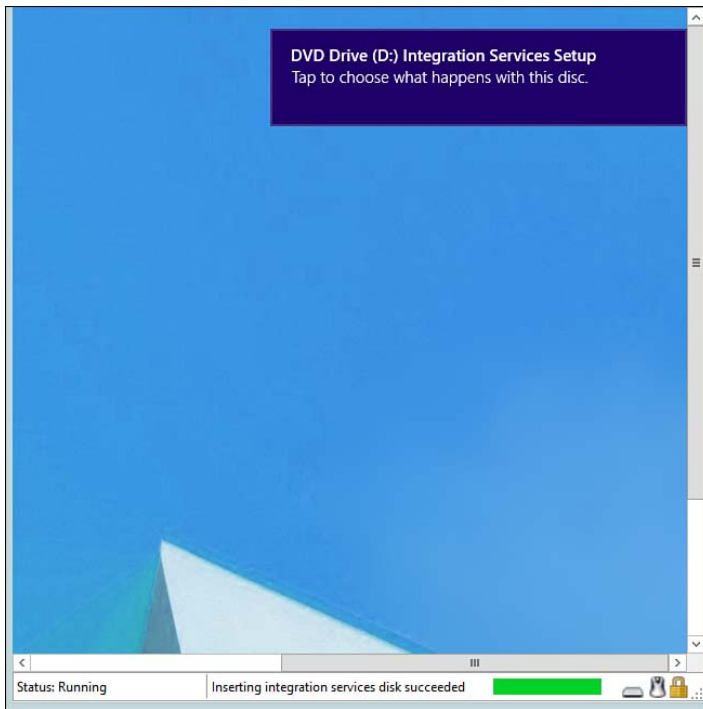 DVD Drive (D:) Integration Services Setup
Tap to choose what happens with this disc.
Status: Running
Inserting integration services disk succeeded